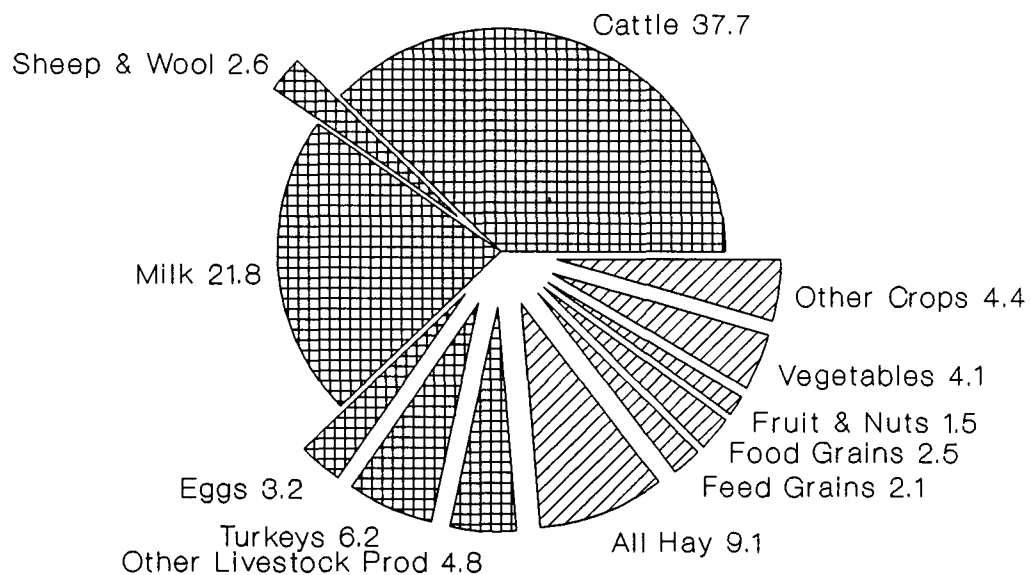 Cattle 37.7
Sheep & Wool 2.6
Milk 21.8
Other Crops 4.4
Vegetables 4.1
Fruit & Nuts 1.5
Food Grains 2.5
Feed Grains 2.1
Eggs 3.2
Turkeys 6.2
Other Livestock Prod 4.8
All Hay 9.1